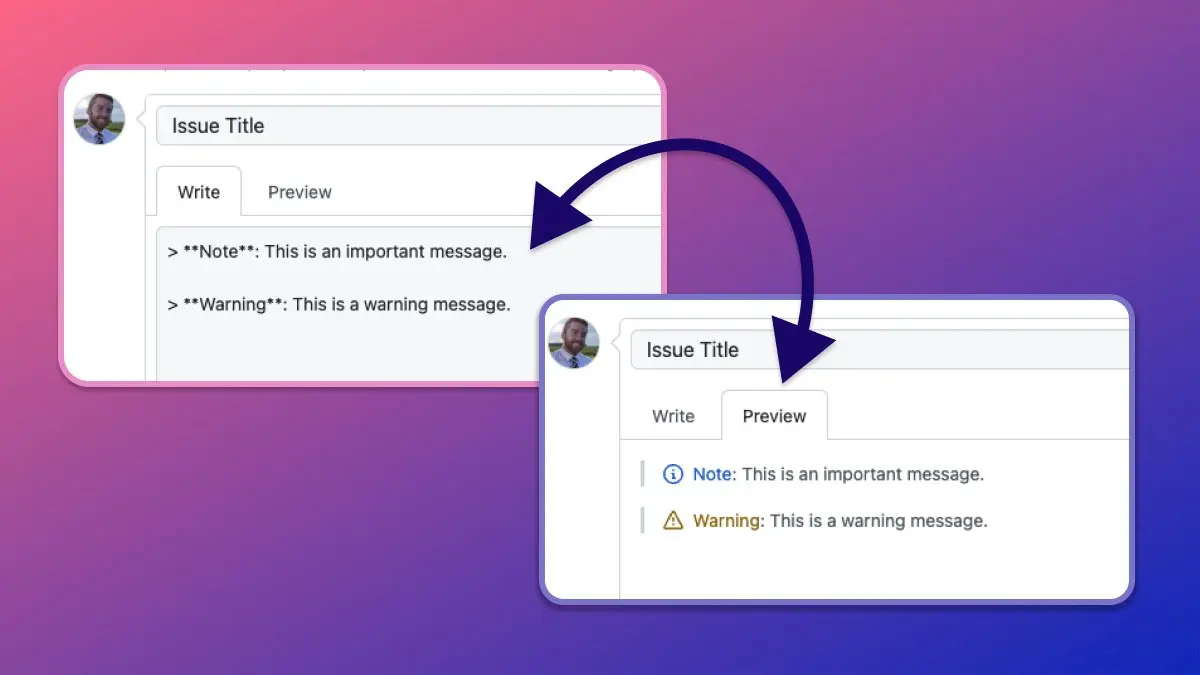 Issue Title
Write Preview
> **Note**: This is an important message.
> **Warning**: This is a warning message.
Issue Title
Write Preview
Note: This is an important message.
Warning: This is a warning message.